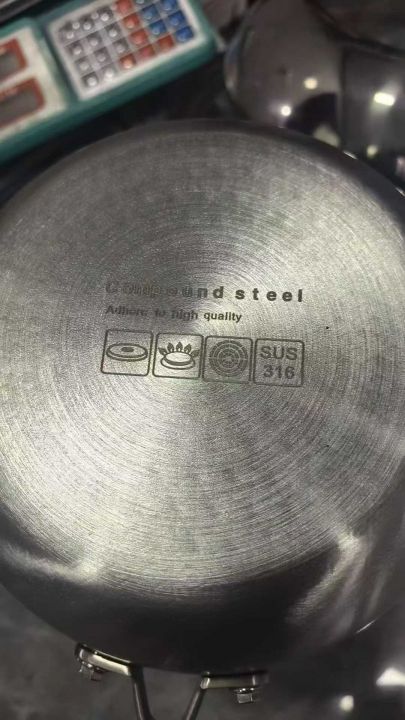 Compound steel
Adhere to high quality
SUS
316